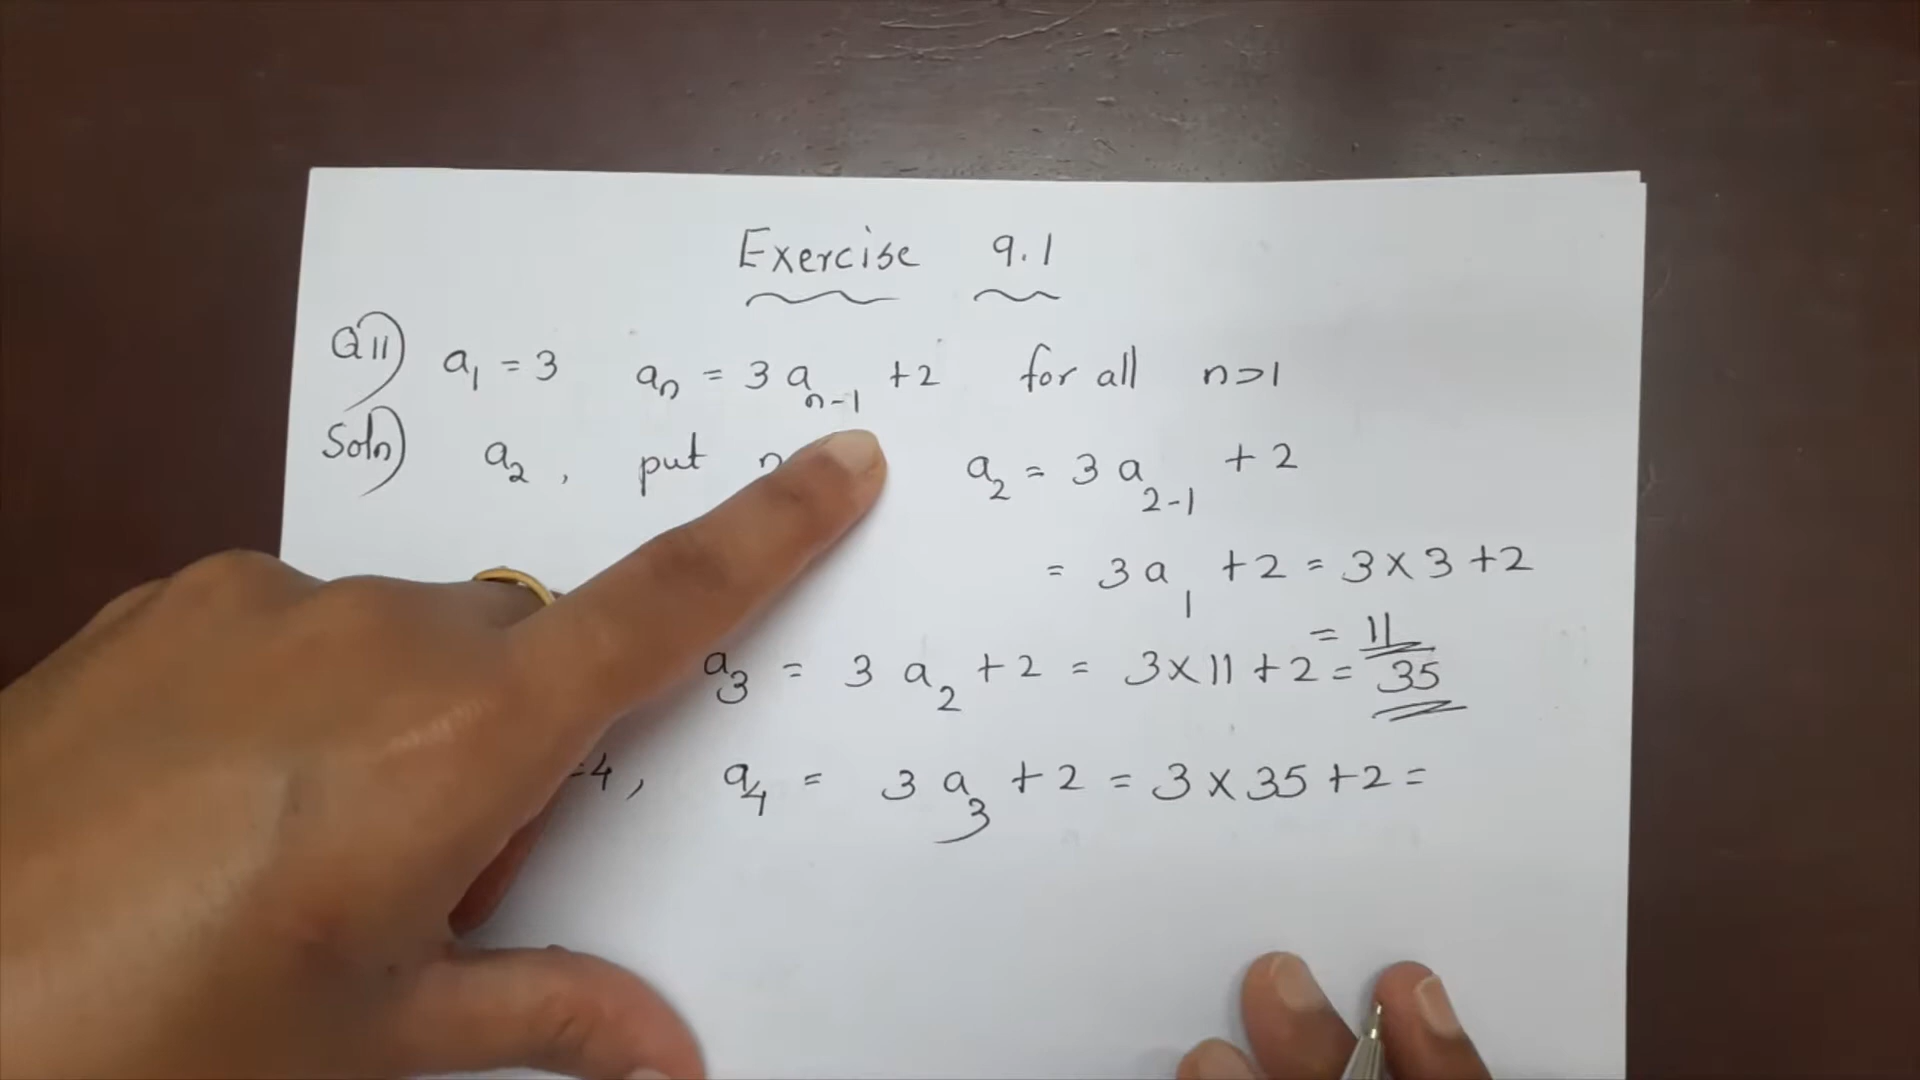 Exercise 9.1
Q11) a₁ = 3 aₙ = 3 aₙ₋₁ + 2 for all n>1
Soln) a₂ , put n a₂ = 3 a₂₋₁ + 2
= 3 a₁ + 2 = 3 x 3 + 2
= 11
a₃ = 3 a₂ + 2 = 3 x 11 + 2 = 35
=4, a₄ = 3 a₃ + 2 = 3 x 35 + 2 =